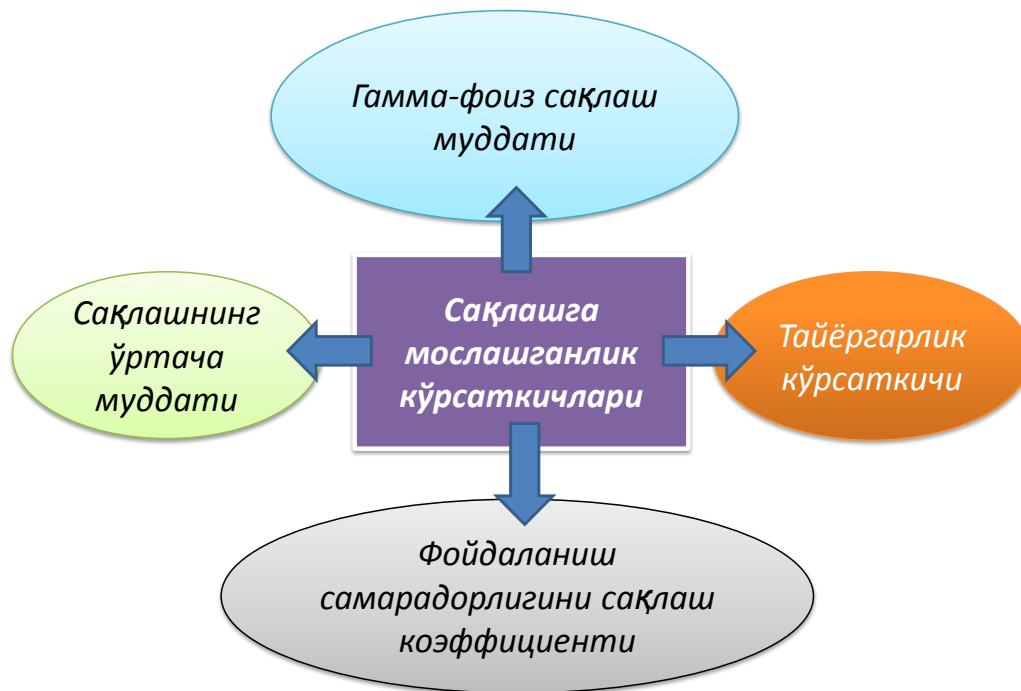 Гамма-фоиз сақлаш
муддати
Сақлашнинг
ўртача
муддати
Сақлашга
мослашганлик
кўрсаткичлари
Тайёргарлик
кўрсаткичи
Фойдаланиш
самарадорлигини сақлаш
коэффициенти